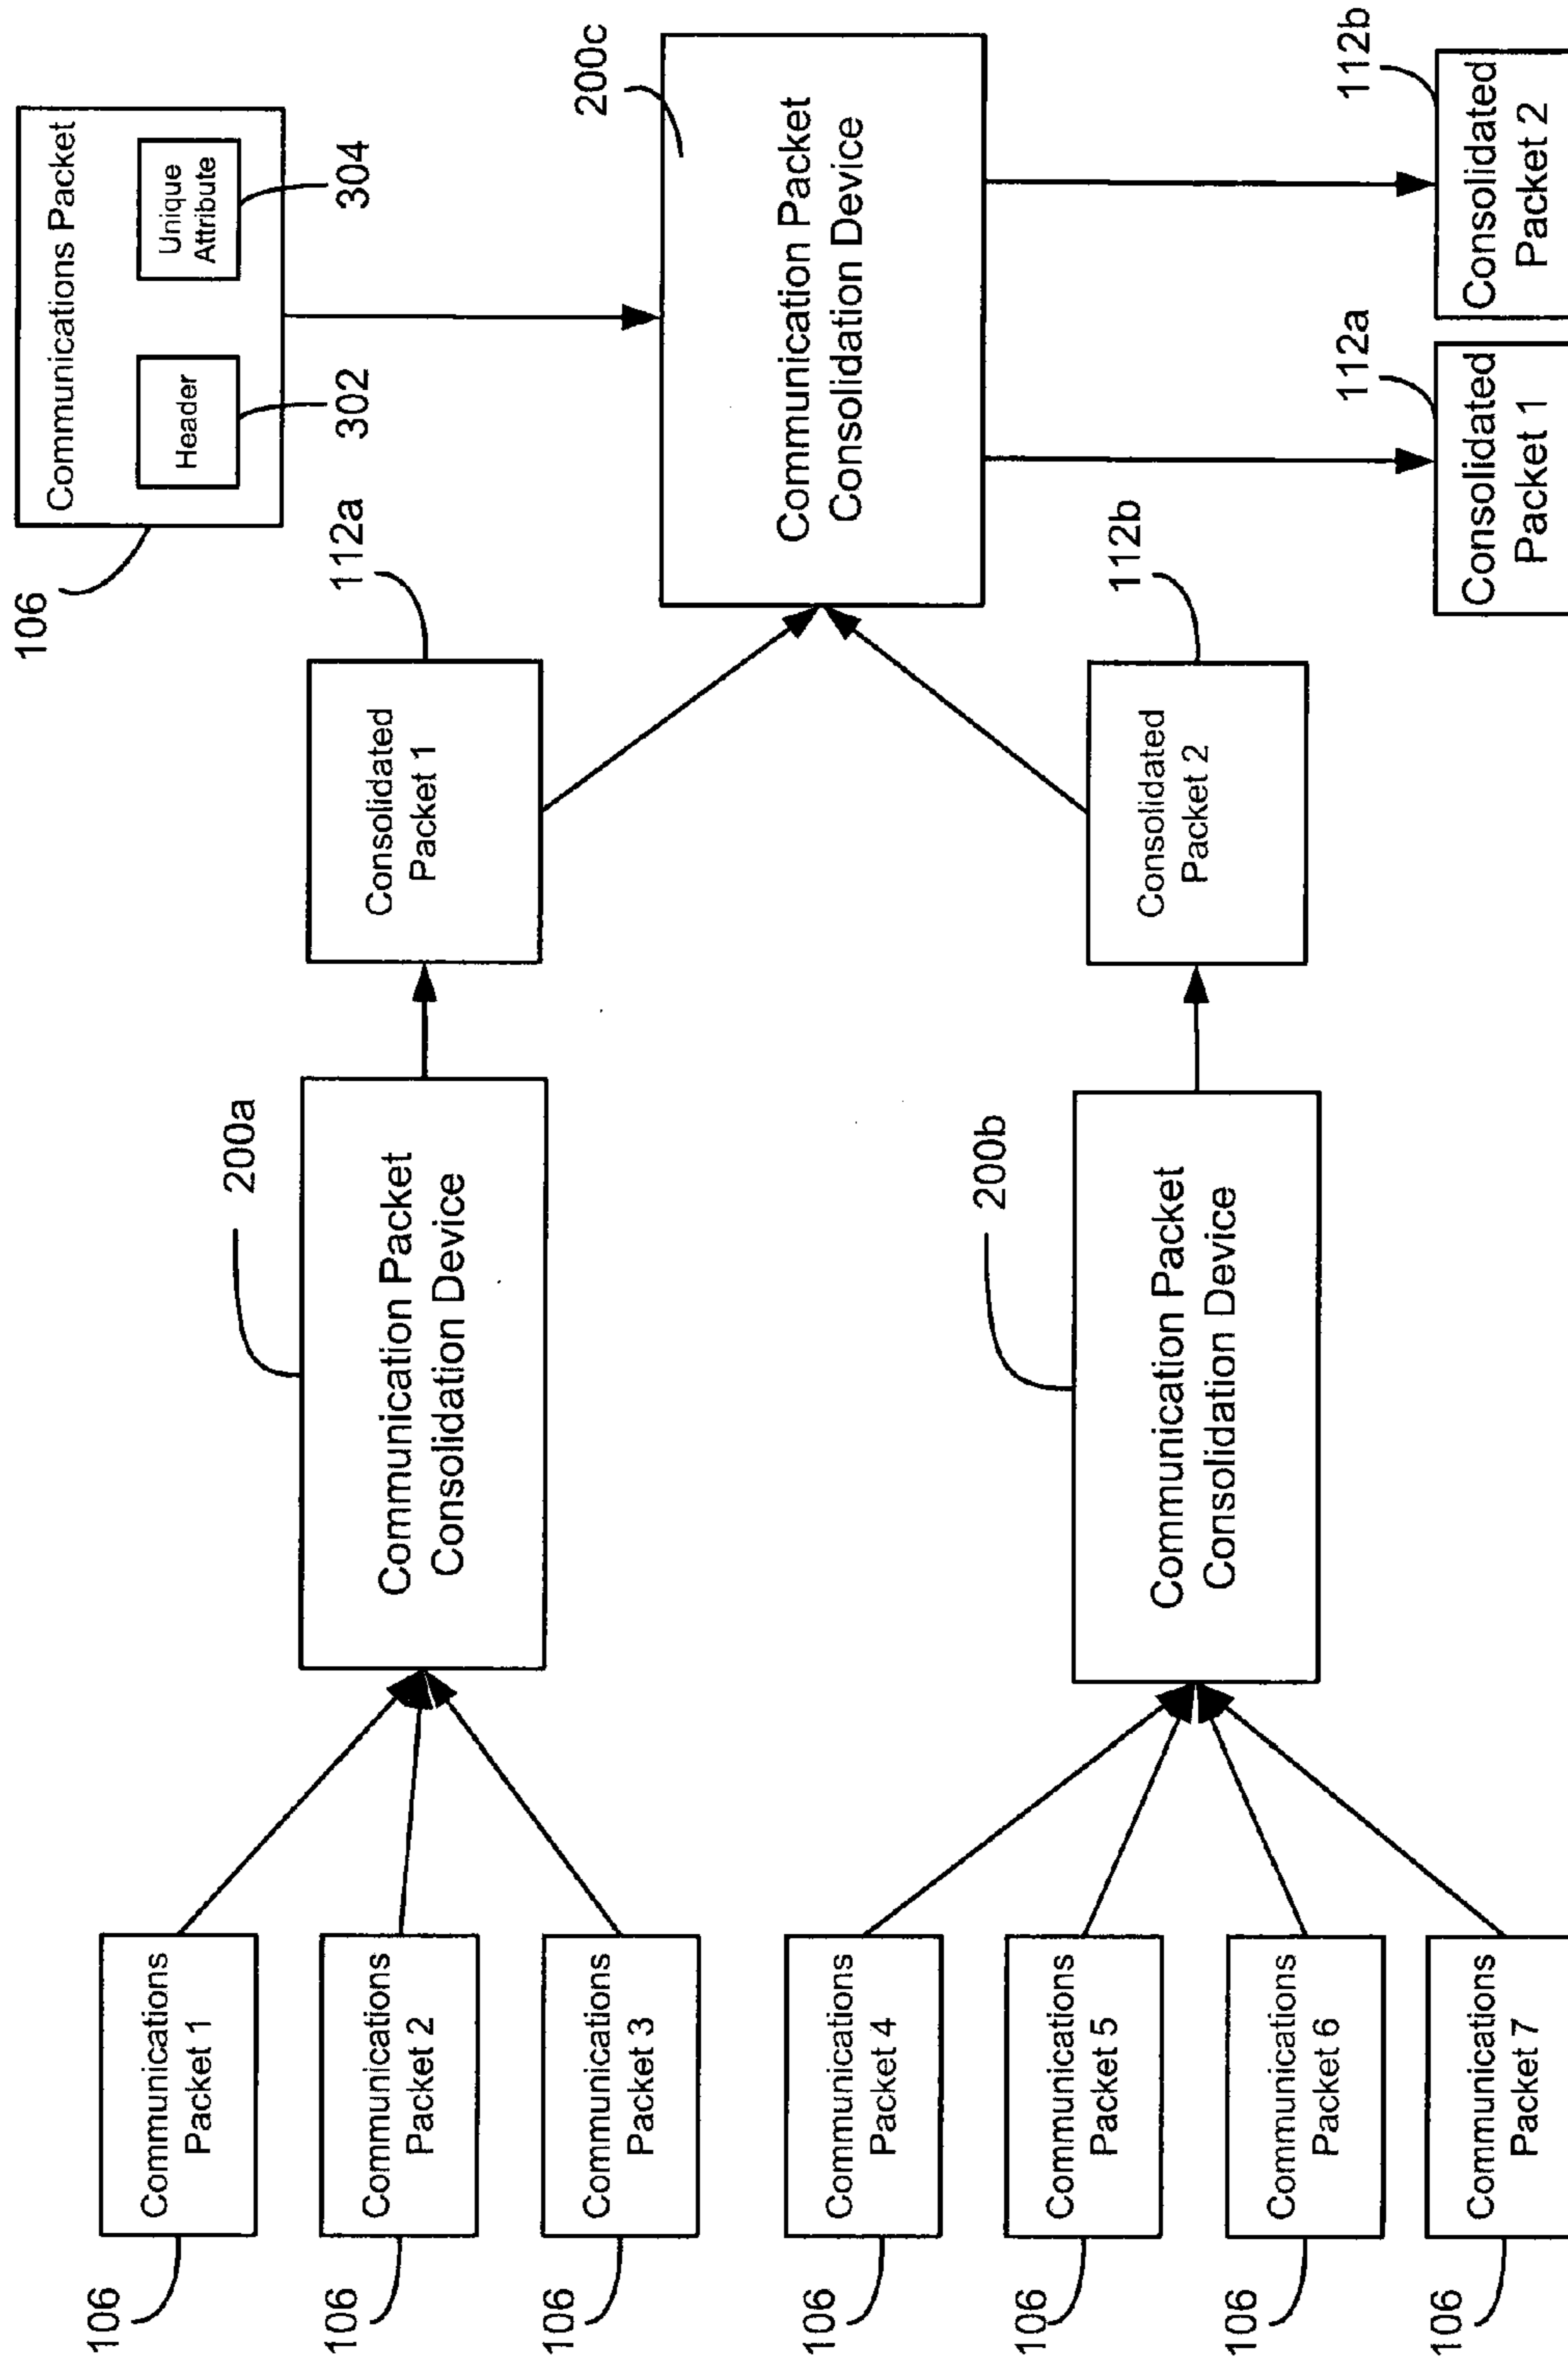 106
Communications
Packet 1
106
Communications
Packet 2
106
Communications
Packet 3
106
Communications
Packet 4
106
Communications
Packet 5
106
Communications
Packet 6
106
Communications
Packet 7
200a
Communication Packet
Consolidation Device
200b
Communication Packet
Consolidation Device
112a
Consolidated
Packet 1
112b
Consolidated
Packet 2
106
Communications Packet
Header
302
Unique
Attribute
304
200c
Communication Packet
Consolidation Device
112a
Consolidated
Packet 1
112b
Consolidated
Packet 2